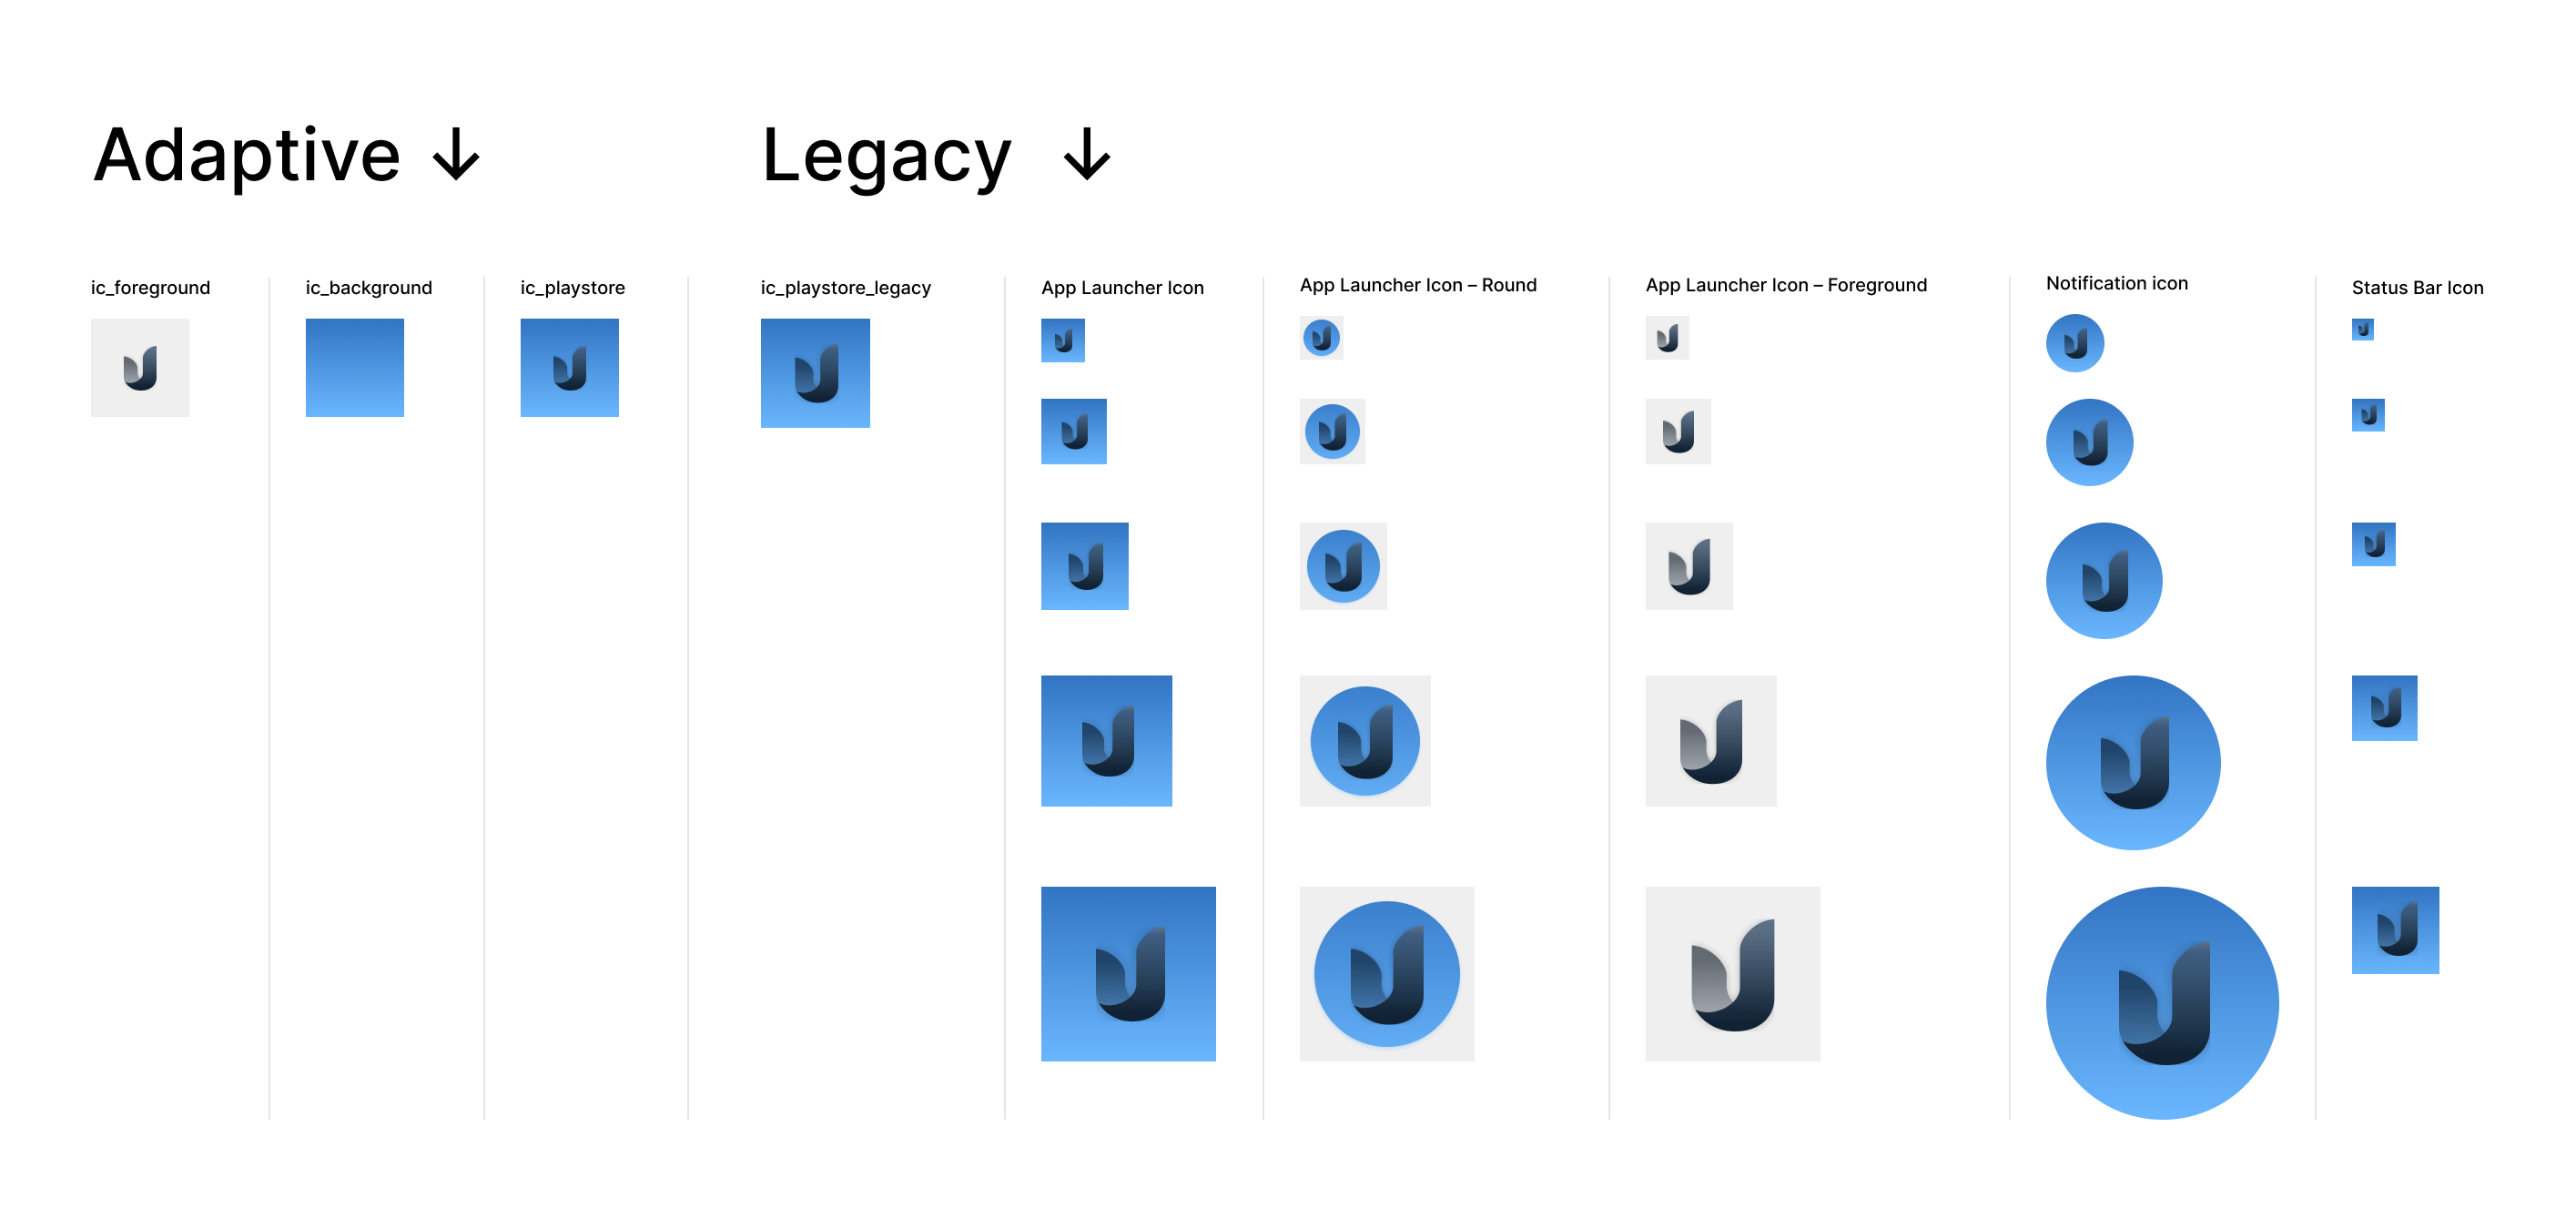 Adaptive ↓
Legacy ↓
ic_foreground
ic_background
ic_playstore
ic_playstore_legacy
App Launcher Icon
App Launcher Icon – Round
App Launcher Icon – Foreground
Notification icon
Status Bar Icon